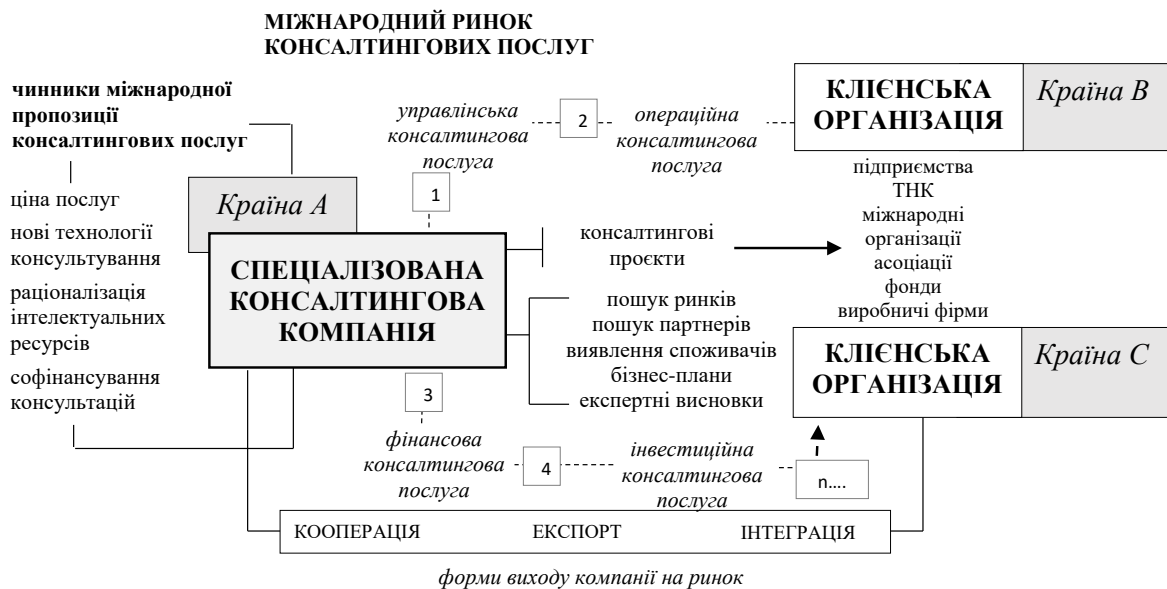 МІЖНАРОДНИЙ РИНОК
КОНСАЛТИНГОВИХ ПОСЛУГ
чинники міжнародної
пропозиції
консалтингових послуг
ціна послуг
нові технології
консультування
раціоналізація
інтелектуальних
ресурсів
софінансування
консультацій
Країна А
СПЕЦІАЛІЗОВАНА
КОНСАЛТИНГОВА
КОМПАНІЯ
1
управлінська
консалтингова
послуга
2
операційна
консалтингова
послуга
КЛІЄНСЬКА
ОРГАНІЗАЦІЯ
Країна В
підприємства
ТНК
міжнародні
організації
асоціації
фонди
виробничі фірми
консалтингові
проєкти
пошук ринків
пошук партнерів
виявлення споживачів
бізнес-плани
експертні висновки
КЛІЄНСЬКА
ОРГАНІЗАЦІЯ
Країна С
3
фінансова
консалтингова
послуга
4
інвестиційна
консалтингова
послуга
n....
КООПЕРАЦІЯ ЕКСПОРТ ІНТЕГРАЦІЯ
форми виходу компанії на ринок